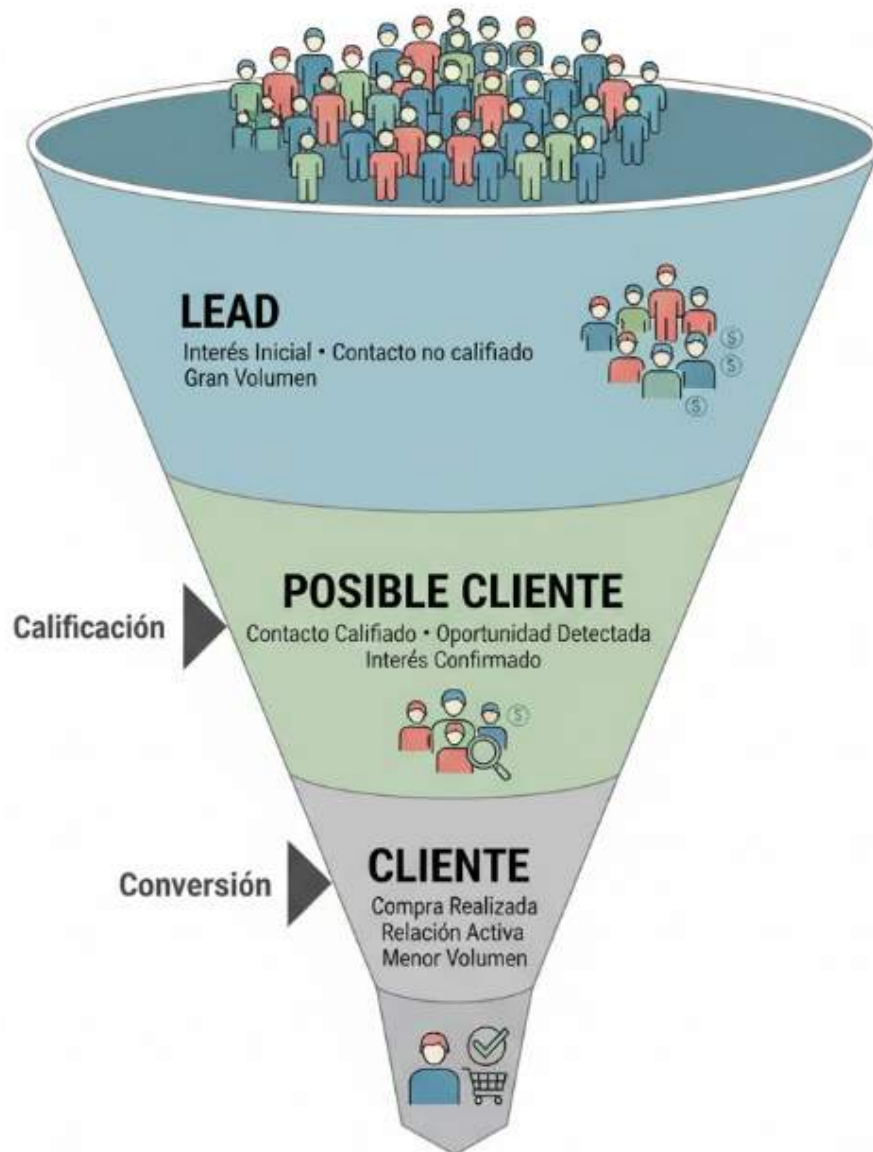 LEAD
Interés Inicial • Contacto no califiado
Gran Volumen
POSIBLE CLIENTE
Calificación
Contacto Califiado • Oportunidad Detectada
Interés Confirmado
CLIENTE
Conversión
Compra Realizada
Relación Activa
Menor Volumen